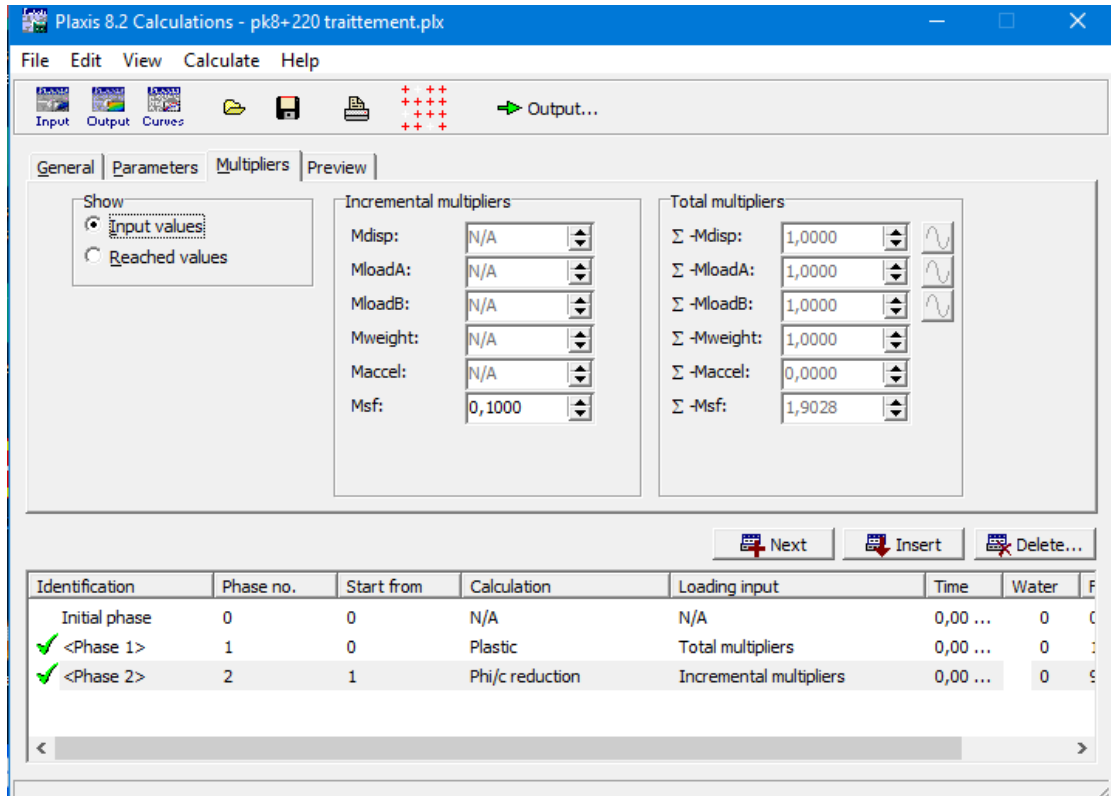 Plaxis 8.2 Calculations - pk8+220 traittement.plx
File Edit View Calculate Help
Input Output Curves Output...
General Parameters Multipliers Preview
Show Incremental multipliers Total multipliers
Input values Mdisp: N/A Σ -Mdisp: 1,0000
Reached values MloadA: N/A Σ -MloadA: 1,0000
MloadB: N/A Σ -MloadB: 1,0000
Mweight: N/A Σ -Mweight: 1,0000
Maccel: N/A Σ -Maccel: 0,0000
Msf: 0,1000 Σ -Msf: 1,9028
Next Insert Delete...
Identification Phase no. Start from Calculation Loading input Time Water F
Initial phase 0 0 N/A N/A 0,00 ... 0
<Phase 1> 1 0 Plastic Total multipliers 0,00 ... 0
<Phase 2> 2 1 Phi/c reduction Incremental multipliers 0,00 ... 0